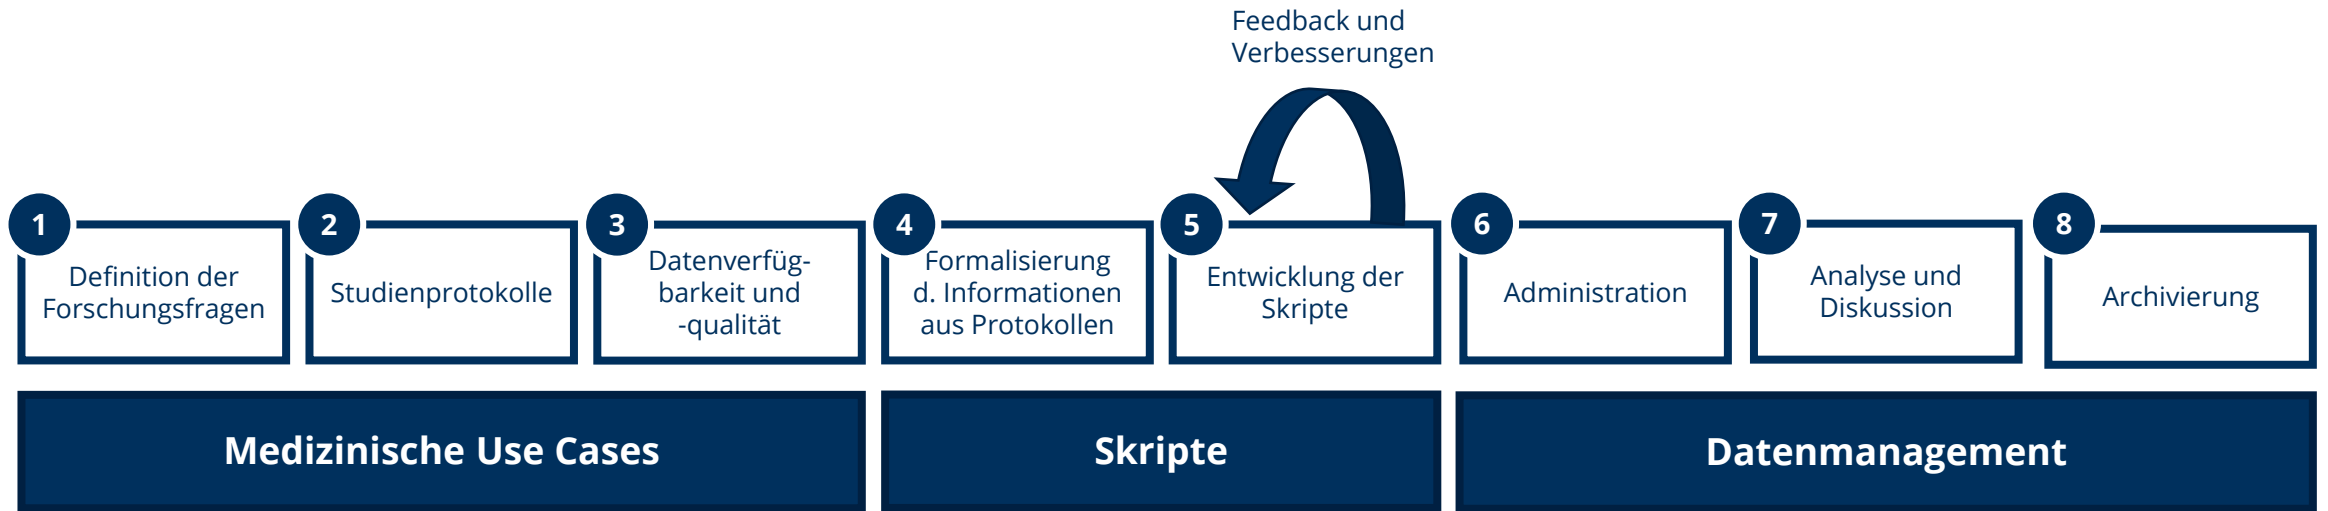 Feedback und
Verbesserungen
1
Definition der
Forschungsfragen
2
Studienprotokolle
3
Datenverfüg-
barkeit und
-qualität
4
Formalisierung
d. Informationen
aus Protokollen
5
Entwicklung der
Skripte
6
Administration
7
Analyse und
Diskussion
8
Archivierung
Medizinische Use Cases
Skripte
Datenmanagement